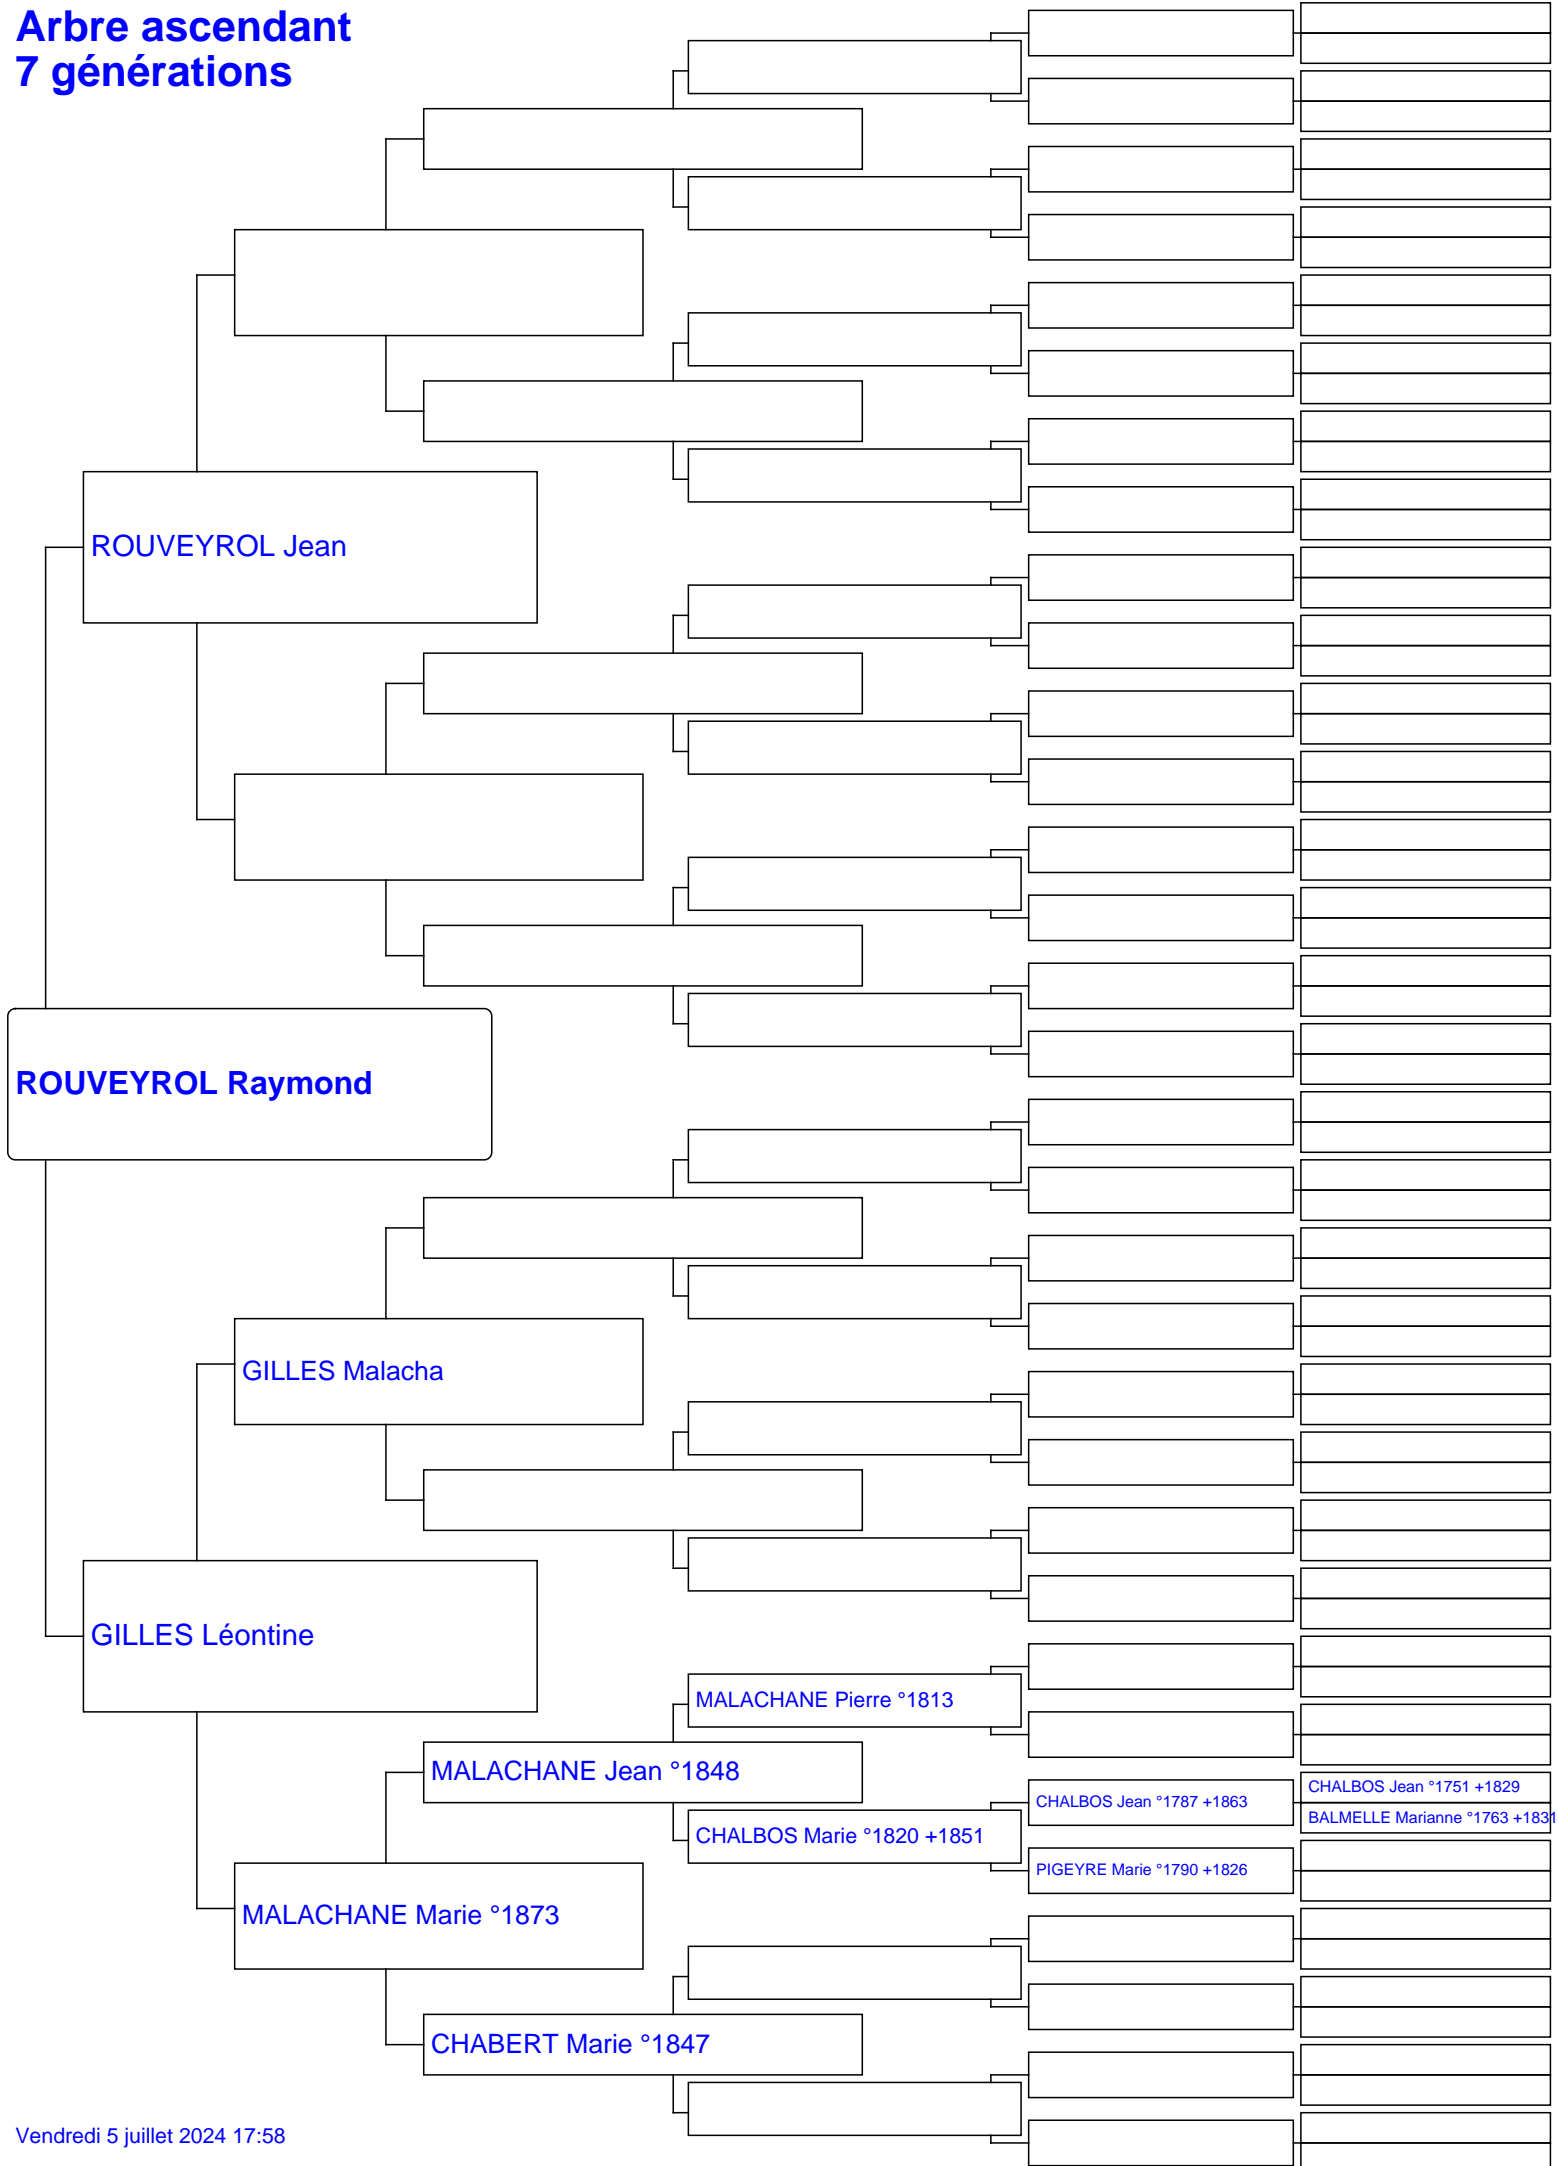 Arbre ascendant
7 générations
ROUVEYROL Jean
ROUVEYROL Raymond
GILLES Malacha
GILLES Léontine
MALACHANE Pierre °1813
MALACHANE Jean °1848
CHALBOS Jean °1751 +1829
CHALBOS Jean °1787 +1863
BALMELLE Marianne °1763 +1831
CHALBOS Marie °1820 +1851
PIGEYRE Marie °1790 +1826
MALACHANE Marie °1873
CHABERT Marie °1847
Vendredi 5 juillet 2024 17:58